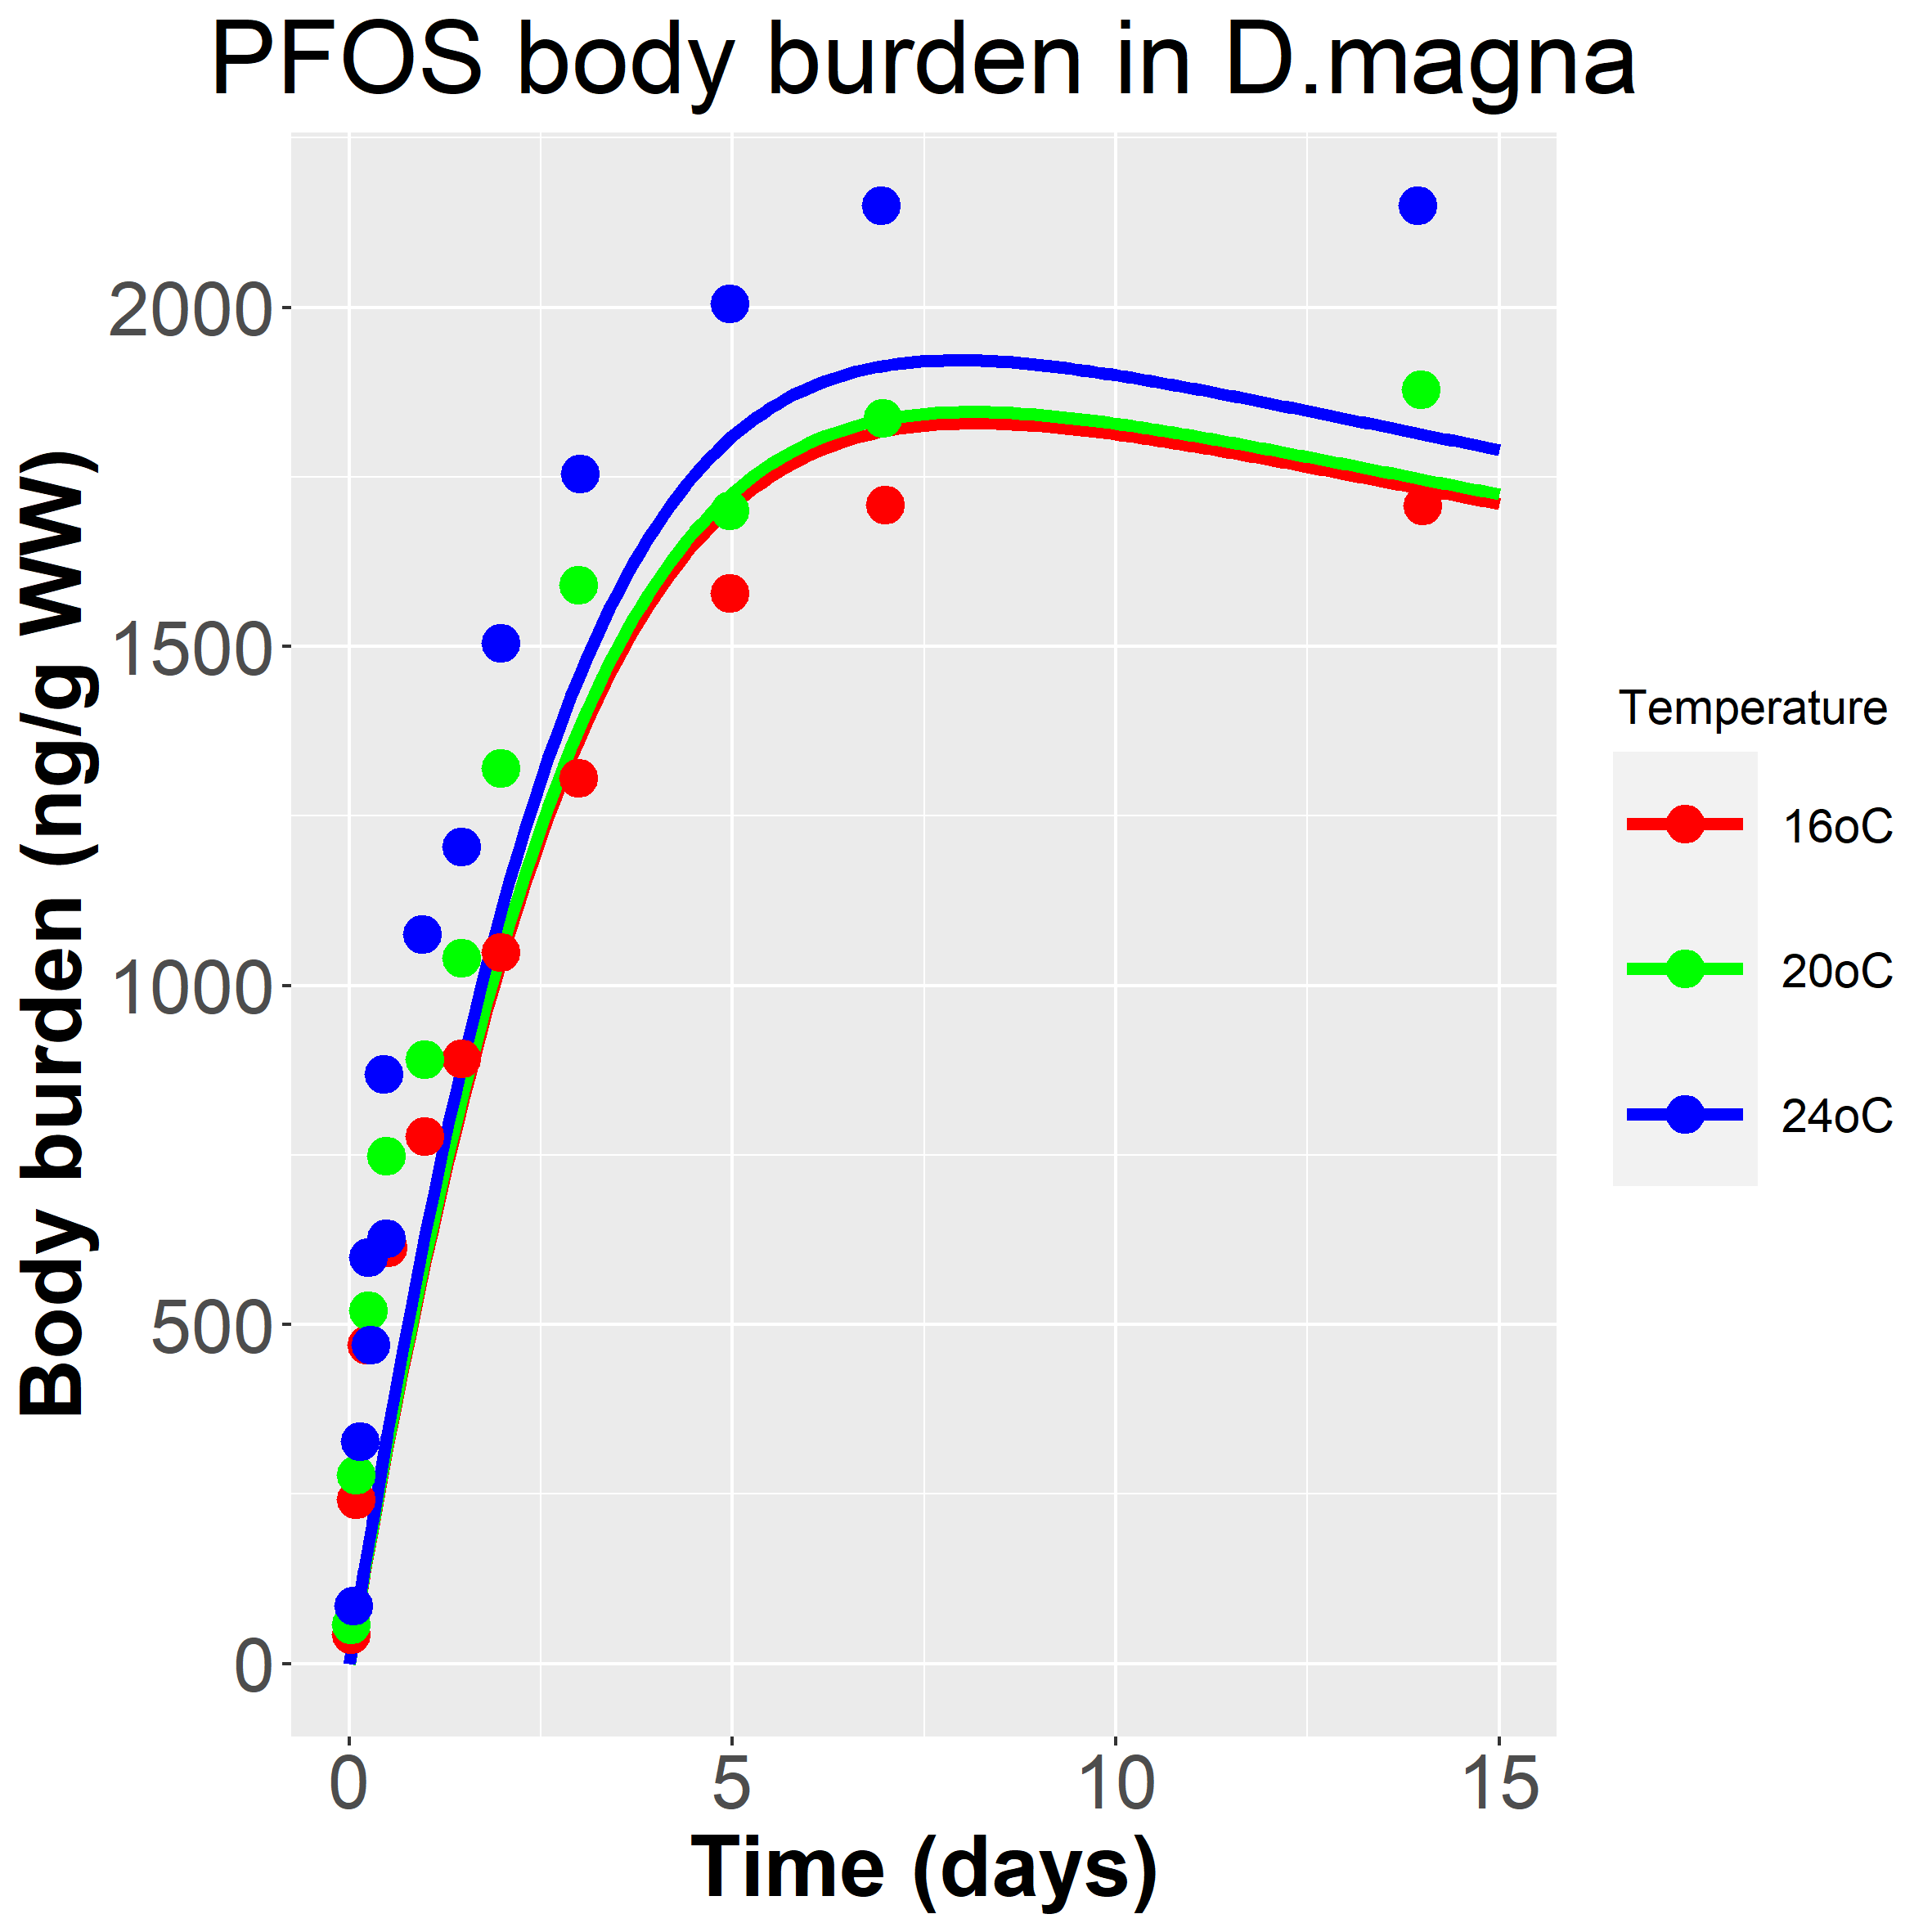 PFOS body burden in D.magna
Body burden (ng/g WW)
2000
1500
1000
500
0
0 5 10 15
Time (days)
Temperature
16oC
20oC
24oC